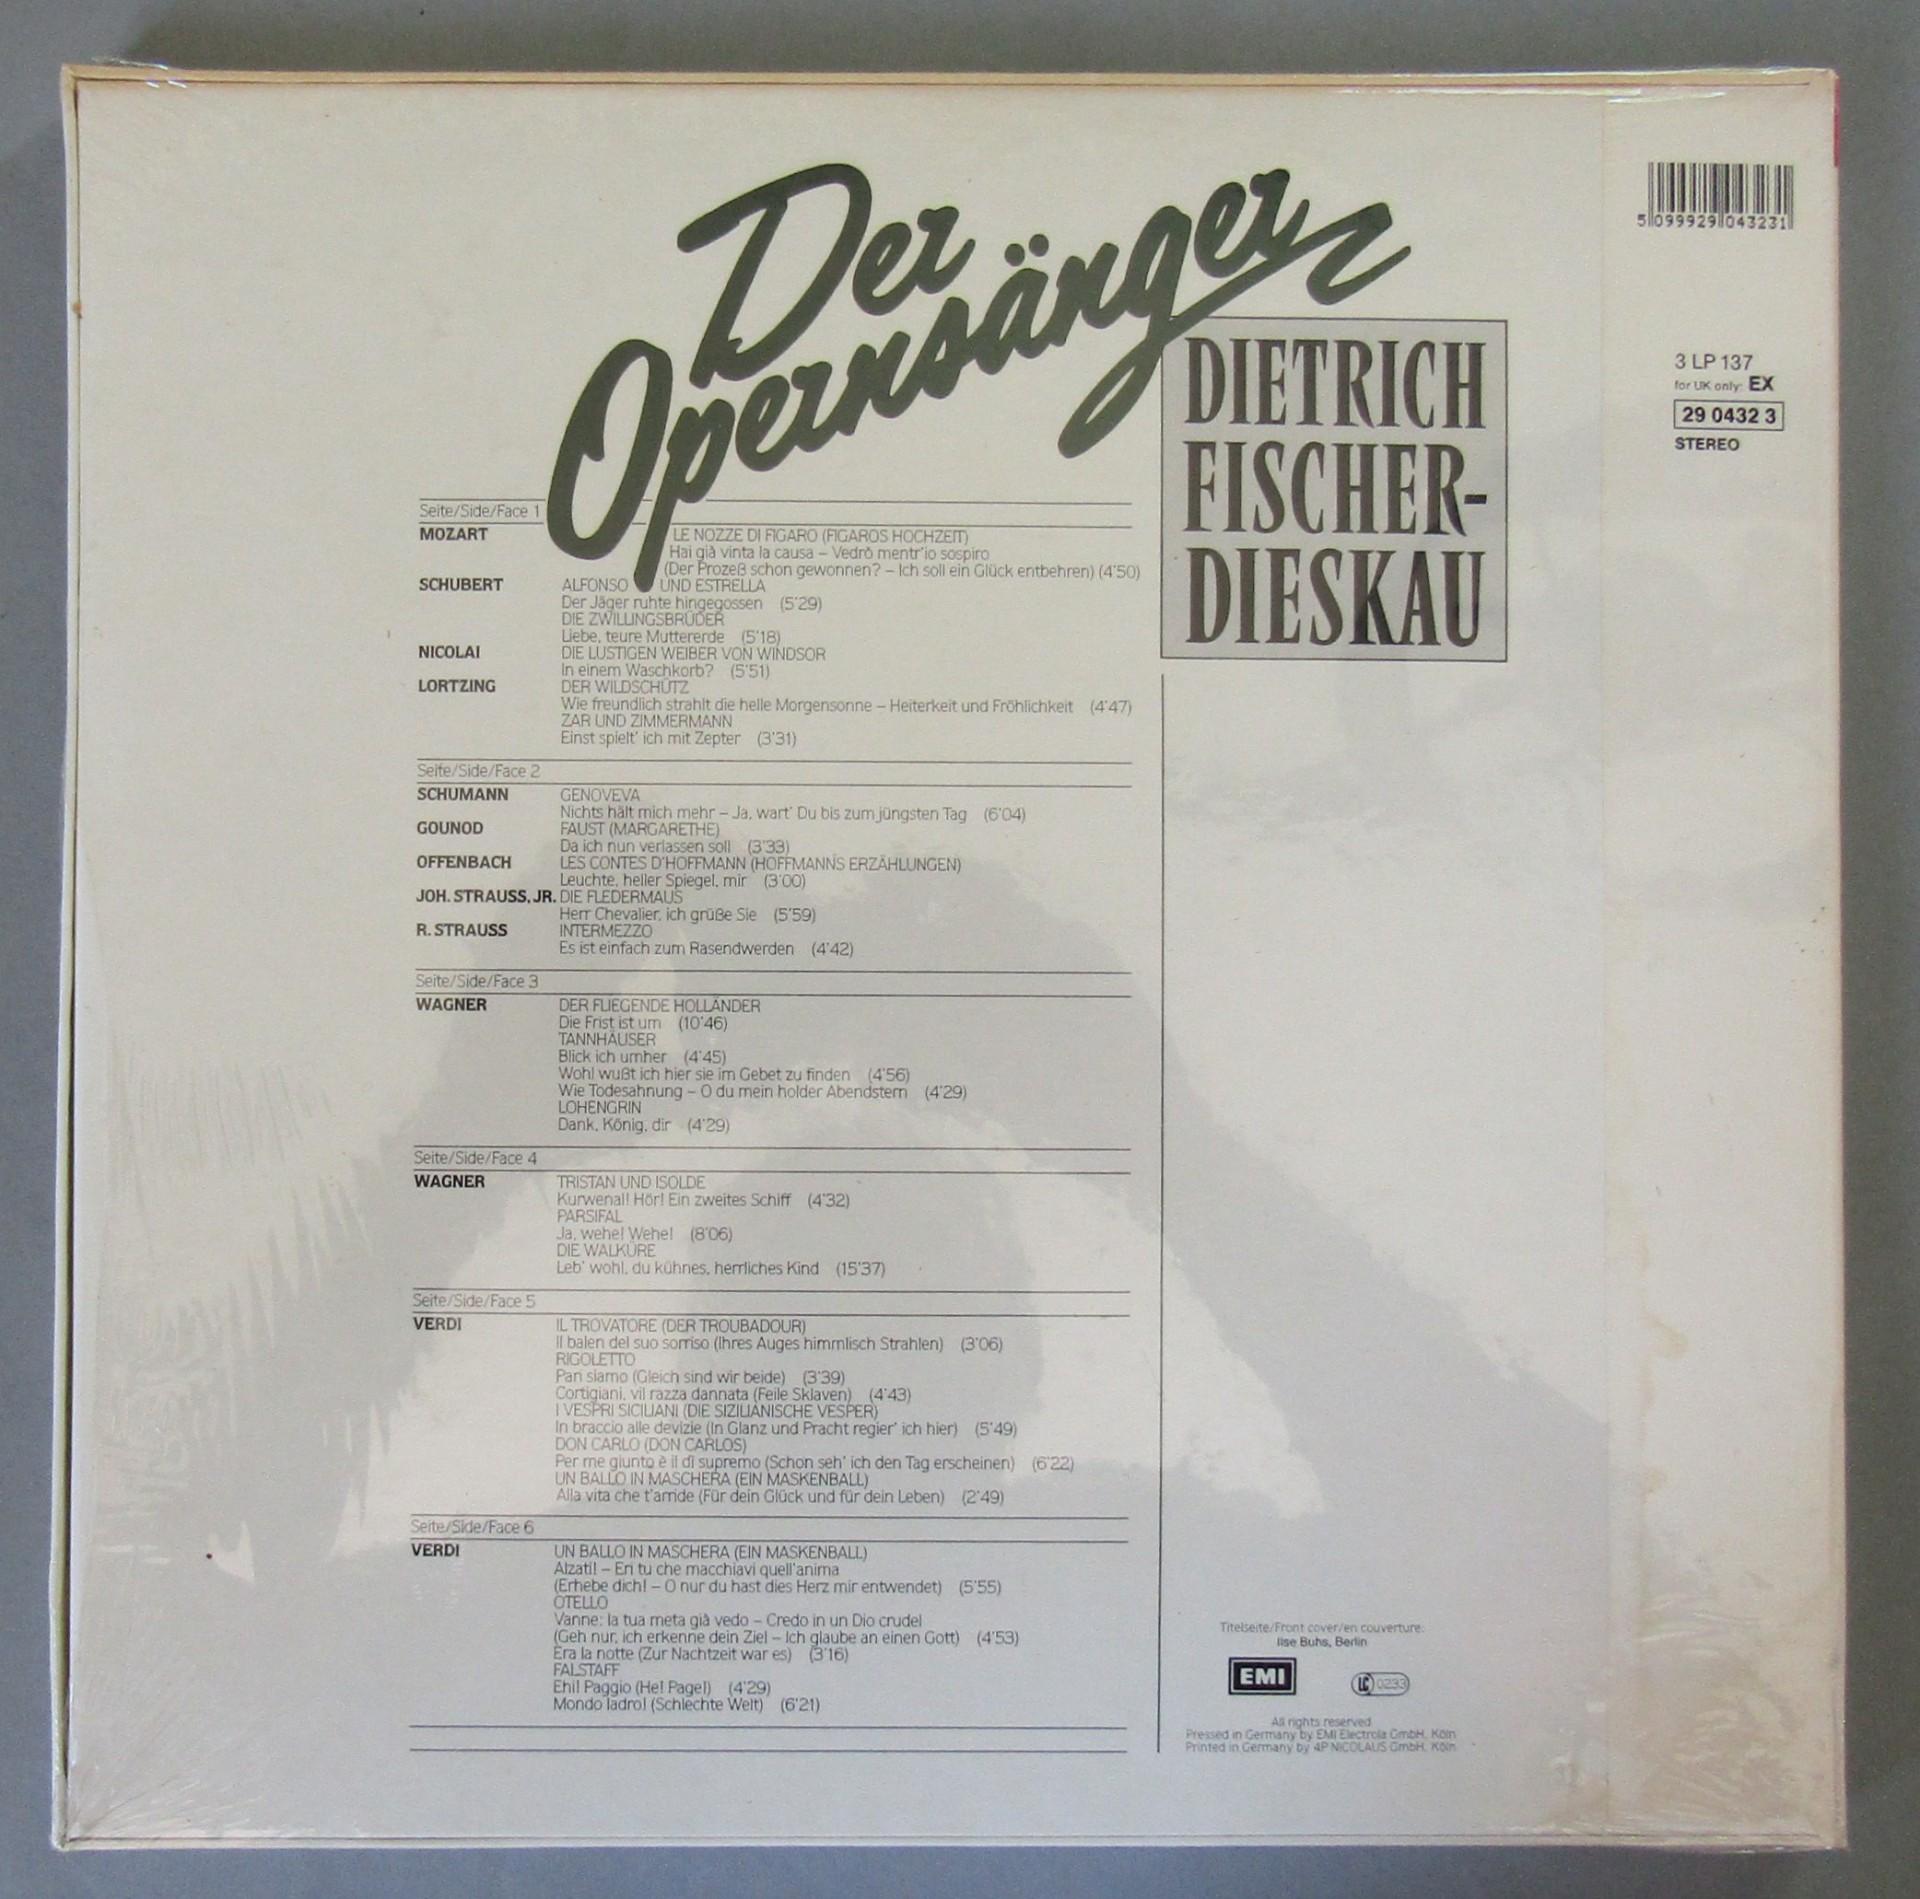 Der
Opernsänger
DIETRICH
FISCHER-
DIESKAU
5 099929 043231
3 LP 137
for UK only: EX
29 0432 3
STEREO
Seite/Side/Face 1
MOZART LE NOZZE DI FIGARO (FIGAROS HOCHZEIT)
Hai già vinta la causa – Vedrò mentr'io sospiro
(Der Prozeß schon gewonnen? – Ich soll ein Glück entbehren) (4'50)
SCHUBERT ALFONSO UND ESTRELLA
Der Jäger ruhte hingegossen (5'29)
DIE ZWILLINGSBRÜDER
Liebe, teure Muttererde (5'18)
NICOLAI DIE LUSTIGEN WEIBER VON WINDSOR
In einem Waschkorb? (5'51)
LORTZING DER WILDSCHÜTZ
Wie freundlich strahlt die helle Morgensonne – Heiterkeit und Fröhlichkeit (4'47)
ZAR UND ZIMMERMANN
Einst spielt' ich mit Zepter (3'31)
Seite/Side/Face 2
SCHUMANN GENOVEVA
Nichts hält mich mehr – Ja, wart' Du bis zum jüngsten Tag (6'04)
GOUNOD FAUST (MARGARETHE)
Da ich nun verlassen soll (3'33)
OFFENBACH LES CONTES D'HOFFMANN (HOFFMANNS ERZÄHLUNGEN)
Leuchte, heller Spiegel, mir (3'00)
JOH. STRAUSS, JR. DIE FLEDERMAUS
Herr Chevalier, ich grüße Sie (5'59)
R. STRAUSS INTERMEZZO
Es ist einfach zum Rasendwerden (4'42)
Seite/Side/Face 3
WAGNER DER FLIEGENDE HOLLÄNDER
Die Frist ist um (10'46)
TANNHÄUSER
Blick ich umher (4'45)
Wohl wußt ich hier sie im Gebet zu finden (4'56)
Wie Todesahnung – O du mein holder Abendstern (4'29)
LOHENGRIN
Dank, König, dir (4'29)
Seite/Side/Face 4
WAGNER TRISTAN UND ISOLDE
Kurwenal! Hör! Ein zweites Schiff (4'32)
PARSIFAL
Ja, wehe! Wehe! (8'06)
DIE WALKÜRE
Leb' wohl, du kühnes, herrliches Kind (15'37)
Seite/Side/Face 5
VERDI IL TROVATORE (DER TROUBADOUR)
Il balen del suo sorriso (Ihres Auges himmlisch Strahlen) (3'06)
RIGOLETTO
Pari siamo (Gleich sind wir beide) (3'39)
Cortigiani, vil razza dannata (Feile Sklaven) (4'43)
I VESPRI SICILIANI (DIE SIZILIANISCHE VESPER)
In braccio alle devizie (In Glanz und Pracht regier' ich hier) (5'49)
DON CARLO (DON CARLOS)
Per me giunto è il dì supremo (Schon seh' ich den Tag erscheinen) (6'22)
UN BALLO IN MASCHERA (EIN MASKENBALL)
Alla vita che t'arride (Für dein Glück und für dein Leben) (2'49)
Seite/Side/Face 6
VERDI UN BALLO IN MASCHERA (EIN MASKENBALL)
Alzati! – Eri tu che macchiavi quell'anima
(Erhebe dich! – O nur du hast dies Herz mir entwendet) (5'55)
OTELLO
Vanne: la tua meta già vedo – Credo in un Dio crudel
(Geh nur, ich erkenne dein Ziel – Ich glaube an einen Gott) (4'53)
Era la notte (Zur Nachtzeit war es) (3'16)
FALSTAFF
Ehi! Paggio (He! Page!) (4'29)
Mondo ladro! (Schlechte Welt) (6'21)
Titelseite/Front cover/en couverture:
Ilse Buhs, Berlin
EMI
LC 0233
All rights reserved
Pressed in Germany by EMI Electrola GmbH, Köln
Printed in Germany by 4P NICOLAUS GmbH, Köln